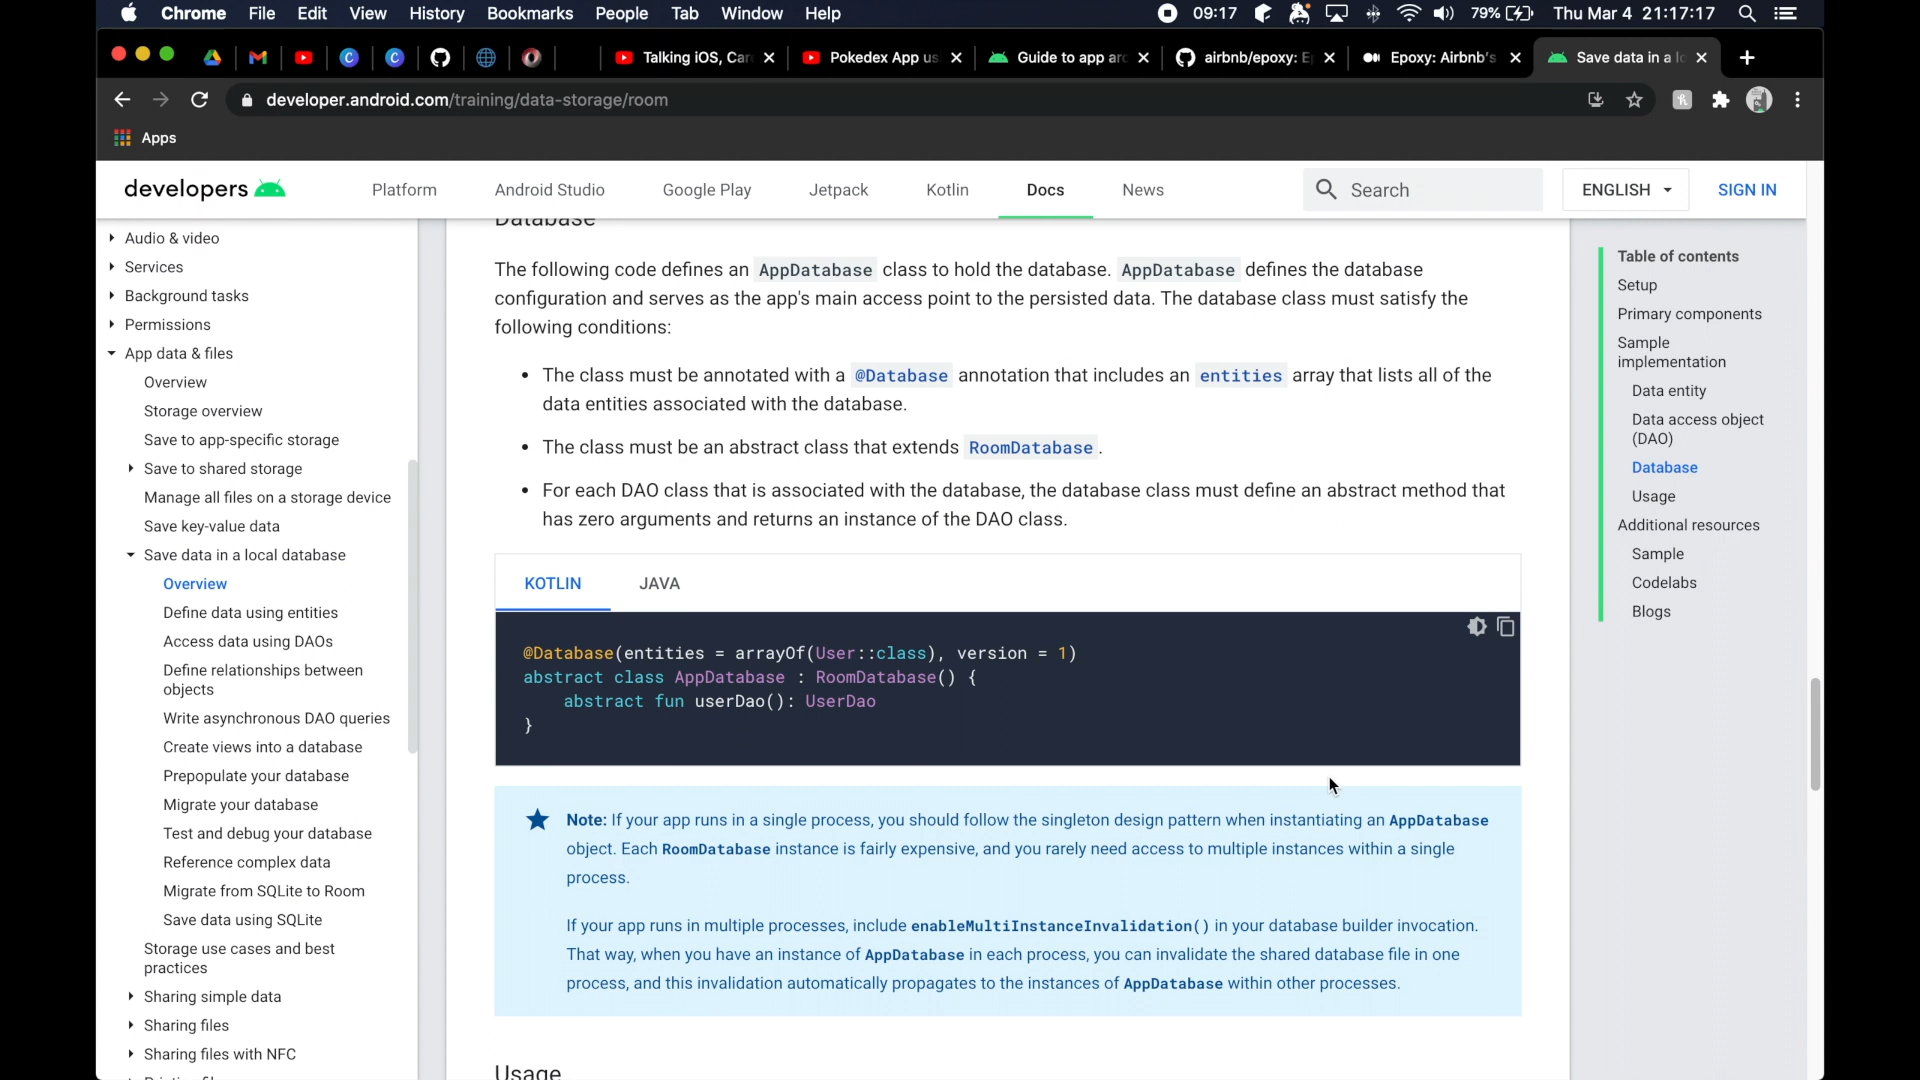 Chrome File Edit View History Bookmarks People Tab Window Help 09:17 79% Thu Mar 4 21:17:17
Talking iOS, Car Pokedex App us Guide to app arc airbnb/epoxy: E Epoxy: Airbnb's Save data in a lo
developer.android.com/training/data-storage/room
Apps
developers Platform Android Studio Google Play Jetpack Kotlin Docs News Search ENGLISH SIGN IN
Audio & video
Services
Background tasks
Permissions
App data & files
Overview
Storage overview
Save to app-specific storage
Save to shared storage
Manage all files on a storage device
Save key-value data
Save data in a local database
Overview
Define data using entities
Access data using DAOs
Define relationships between
objects
Write asynchronous DAO queries
Create views into a database
Prepopulate your database
Migrate your database
Test and debug your database
Reference complex data
Migrate from SQLite to Room
Save data using SQLite
Storage use cases and best
practices
Sharing simple data
Sharing files
Sharing files with NFC
Database
The following code defines an AppDatabase class to hold the database. AppDatabase defines the database
configuration and serves as the app's main access point to the persisted data. The database class must satisfy the
following conditions:
• The class must be annotated with a @Database annotation that includes an entities array that lists all of the
data entities associated with the database.
• The class must be an abstract class that extends RoomDatabase.
• For each DAO class that is associated with the database, the database class must define an abstract method that
has zero arguments and returns an instance of the DAO class.
KOTLIN JAVA
@Database(entities = arrayOf(User::class), version = 1)
abstract class AppDatabase : RoomDatabase() {
abstract fun userDao(): UserDao
}
Note: If your app runs in a single process, you should follow the singleton design pattern when instantiating an AppDatabase
object. Each RoomDatabase instance is fairly expensive, and you rarely need access to multiple instances within a single
process.
If your app runs in multiple processes, include enableMultiInstanceInvalidation() in your database builder invocation.
That way, when you have an instance of AppDatabase in each process, you can invalidate the shared database file in one
process, and this invalidation automatically propagates to the instances of AppDatabase within other processes.
Usage
Table of contents
Setup
Primary components
Sample
implementation
Data entity
Data access object
(DAO)
Database
Usage
Additional resources
Sample
Codelabs
Blogs